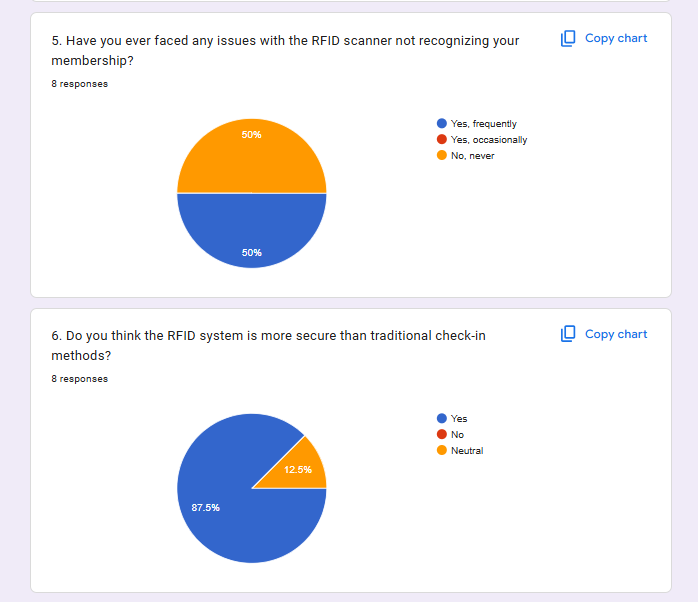 5. Have you ever faced any issues with the RFID scanner not recognizing your
membership?
Copy chart
8 responses
50%
50%
Yes, frequently
Yes, occasionally
No, never
6. Do you think the RFID system is more secure than traditional check-in
methods?
Copy chart
8 responses
12.5%
87.5%
Yes
No
Neutral